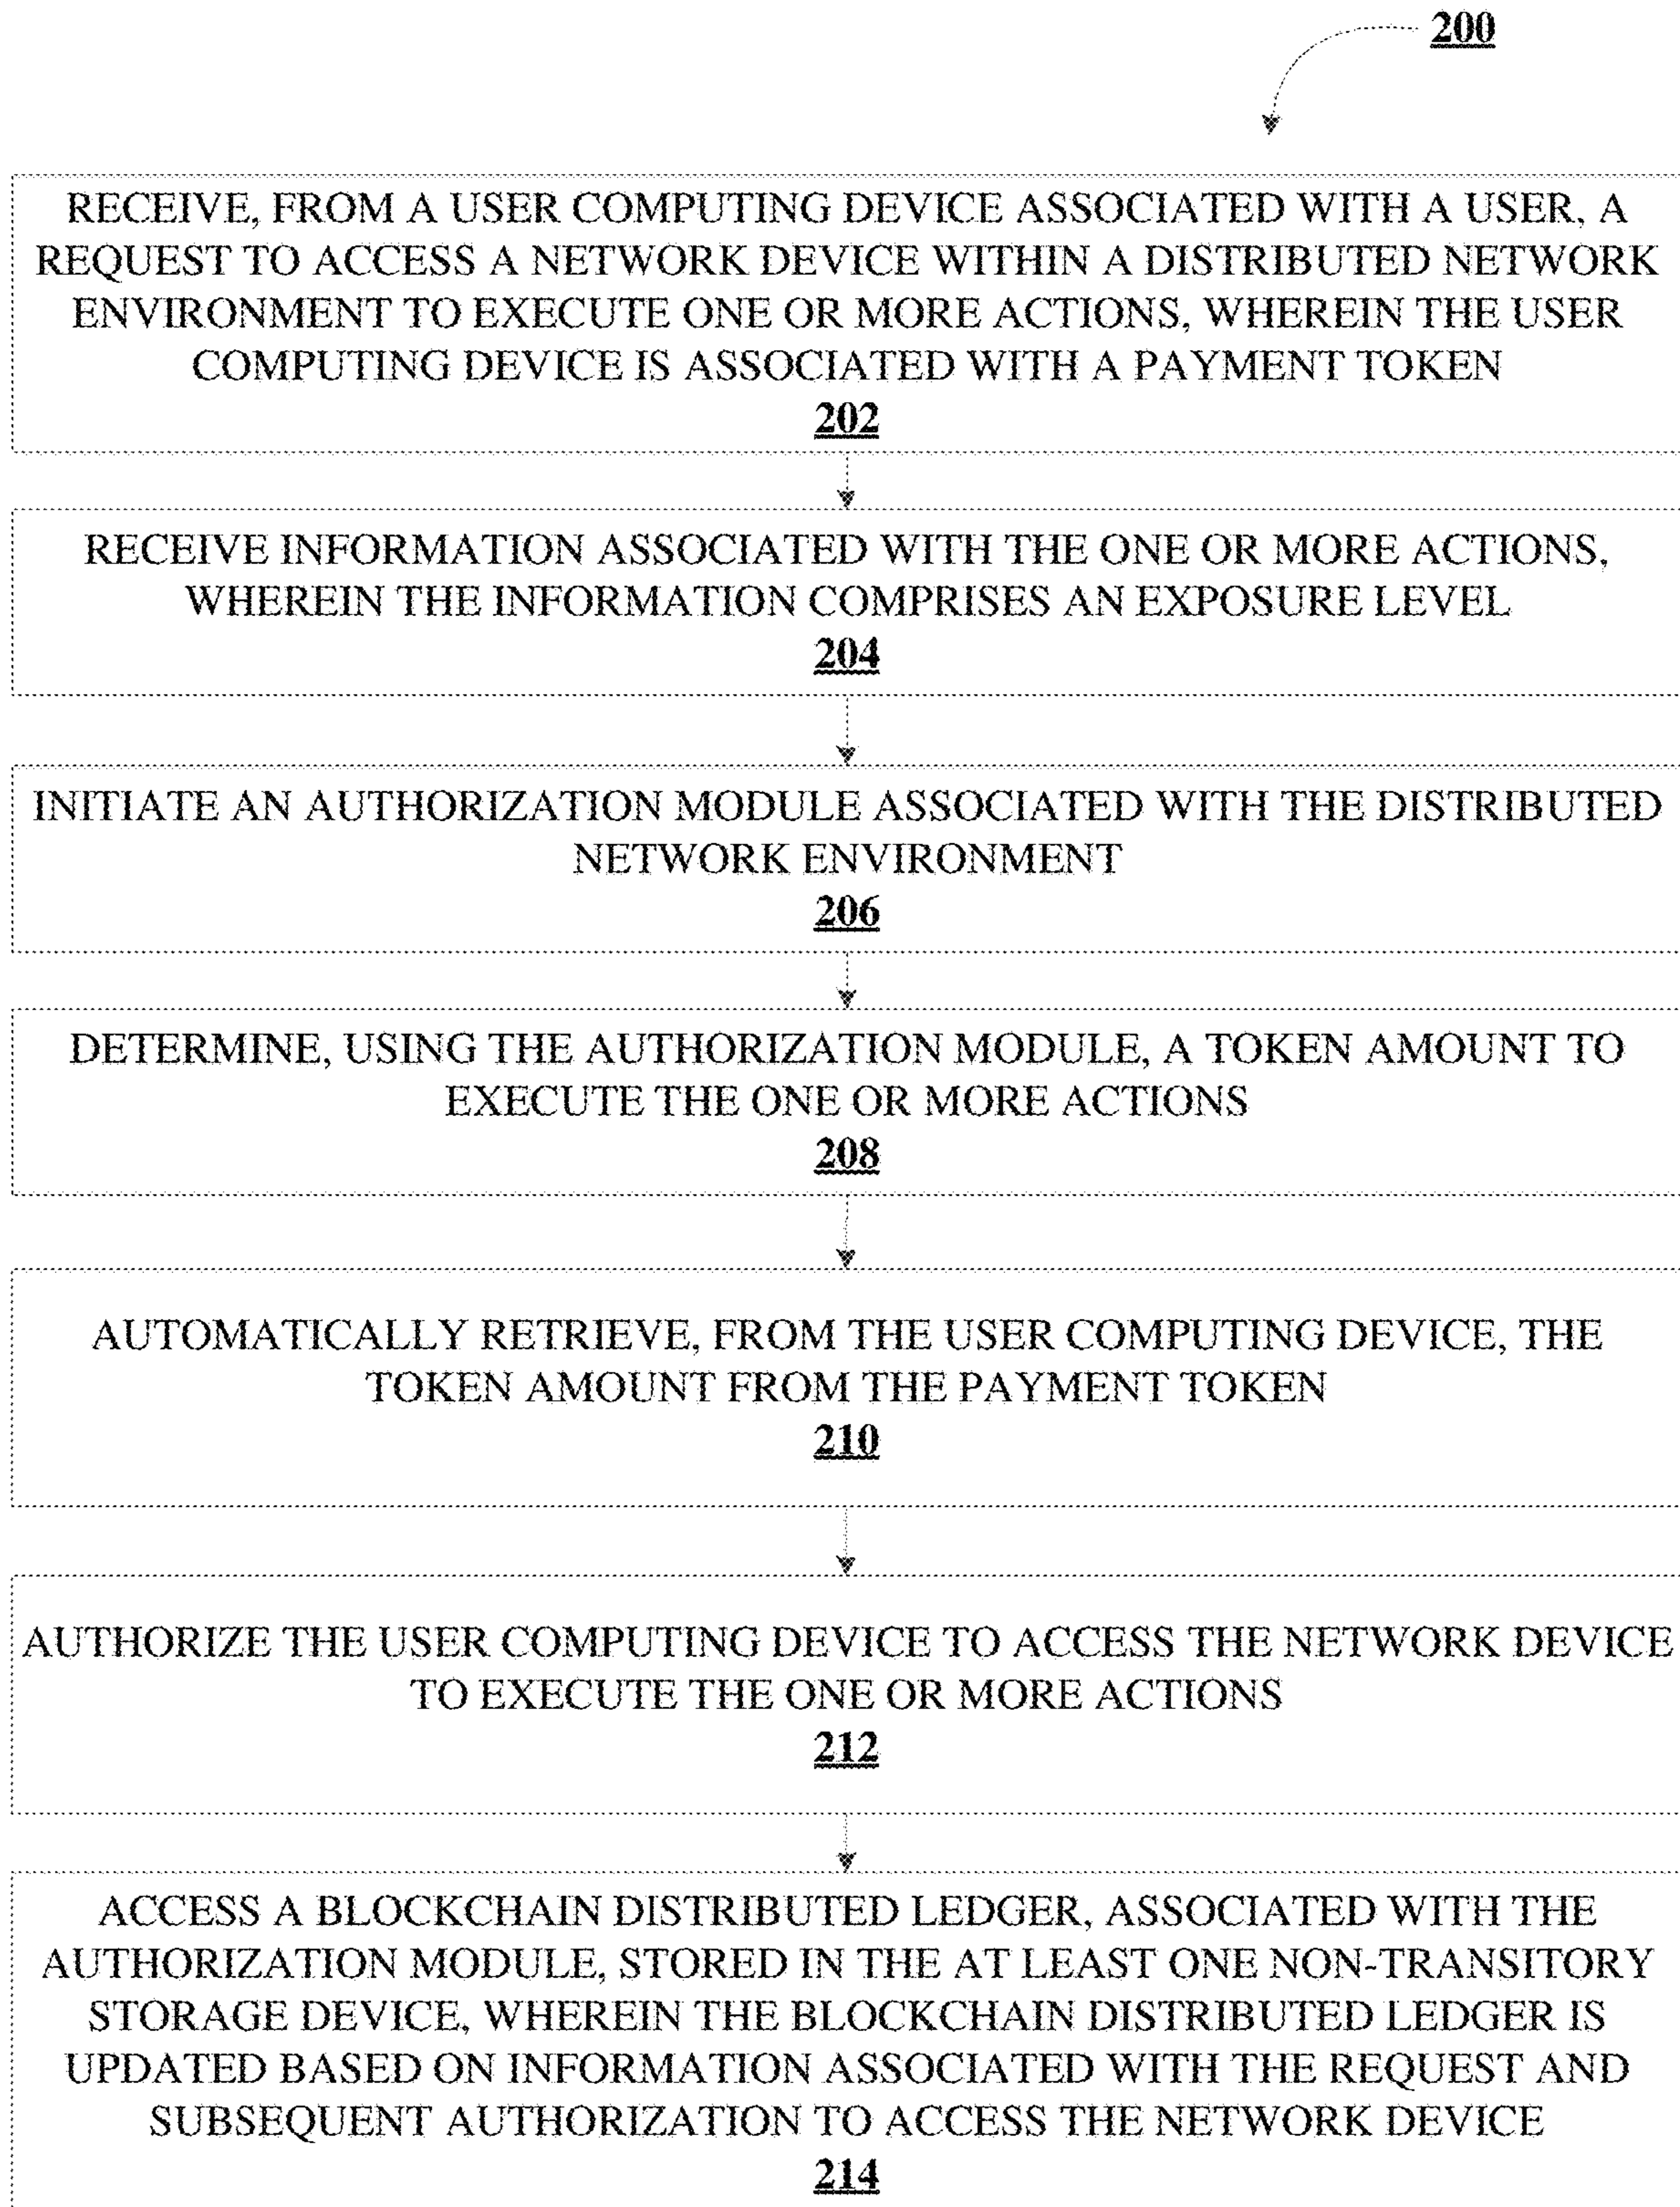 200
RECEIVE, FROM A USER COMPUTING DEVICE ASSOCIATED WITH A USER, A
REQUEST TO ACCESS A NETWORK DEVICE WITHIN A DISTRIBUTED NETWORK
ENVIRONMENT TO EXECUTE ONE OR MORE ACTIONS, WHEREIN THE USER
COMPUTING DEVICE IS ASSOCIATED WITH A PAYMENT TOKEN
202
RECEIVE INFORMATION ASSOCIATED WITH THE ONE OR MORE ACTIONS,
WHEREIN THE INFORMATION COMPRISES AN EXPOSURE LEVEL
204
INITIATE AN AUTHORIZATION MODULE ASSOCIATED WITH THE DISTRIBUTED
NETWORK ENVIRONMENT
206
DETERMINE, USING THE AUTHORIZATION MODULE, A TOKEN AMOUNT TO
EXECUTE THE ONE OR MORE ACTIONS
208
AUTOMATICALLY RETRIEVE, FROM THE USER COMPUTING DEVICE, THE
TOKEN AMOUNT FROM THE PAYMENT TOKEN
210
AUTHORIZE THE USER COMPUTING DEVICE TO ACCESS THE NETWORK DEVICE
TO EXECUTE THE ONE OR MORE ACTIONS
212
ACCESS A BLOCKCHAIN DISTRIBUTED LEDGER, ASSOCIATED WITH THE
AUTHORIZATION MODULE, STORED IN THE AT LEAST ONE NON-TRANSITORY
STORAGE DEVICE, WHEREIN THE BLOCKCHAIN DISTRIBUTED LEDGER IS
UPDATED BASED ON INFORMATION ASSOCIATED WITH THE REQUEST AND
SUBSEQUENT AUTHORIZATION TO ACCESS THE NETWORK DEVICE
214